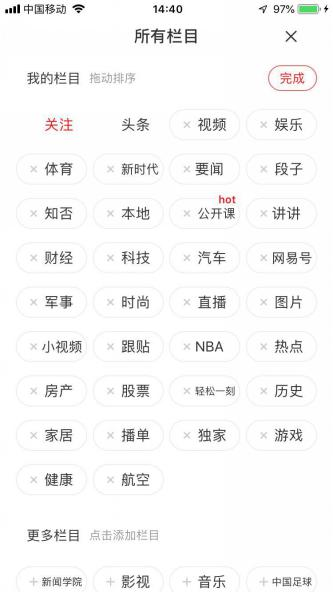 中国移动 14:40 97%
所有栏目 ×
我的栏目 拖动排序 完成
关注 头条 × 视频 × 娱乐
× 体育 × 新时代 × 要闻 × 段子
hot
× 知否 × 本地 × 公开课 × 讲讲
× 财经 × 科技 × 汽车 × 网易号
× 军事 × 时尚 × 直播 × 图片
× 小视频 × 跟贴 × NBA × 热点
× 房产 × 股票 × 轻松一刻 × 历史
× 家居 × 播单 × 独家 × 游戏
× 健康 × 航空
更多栏目 点击添加栏目
+ 新闻学院 + 影视 + 音乐 + 中国足球